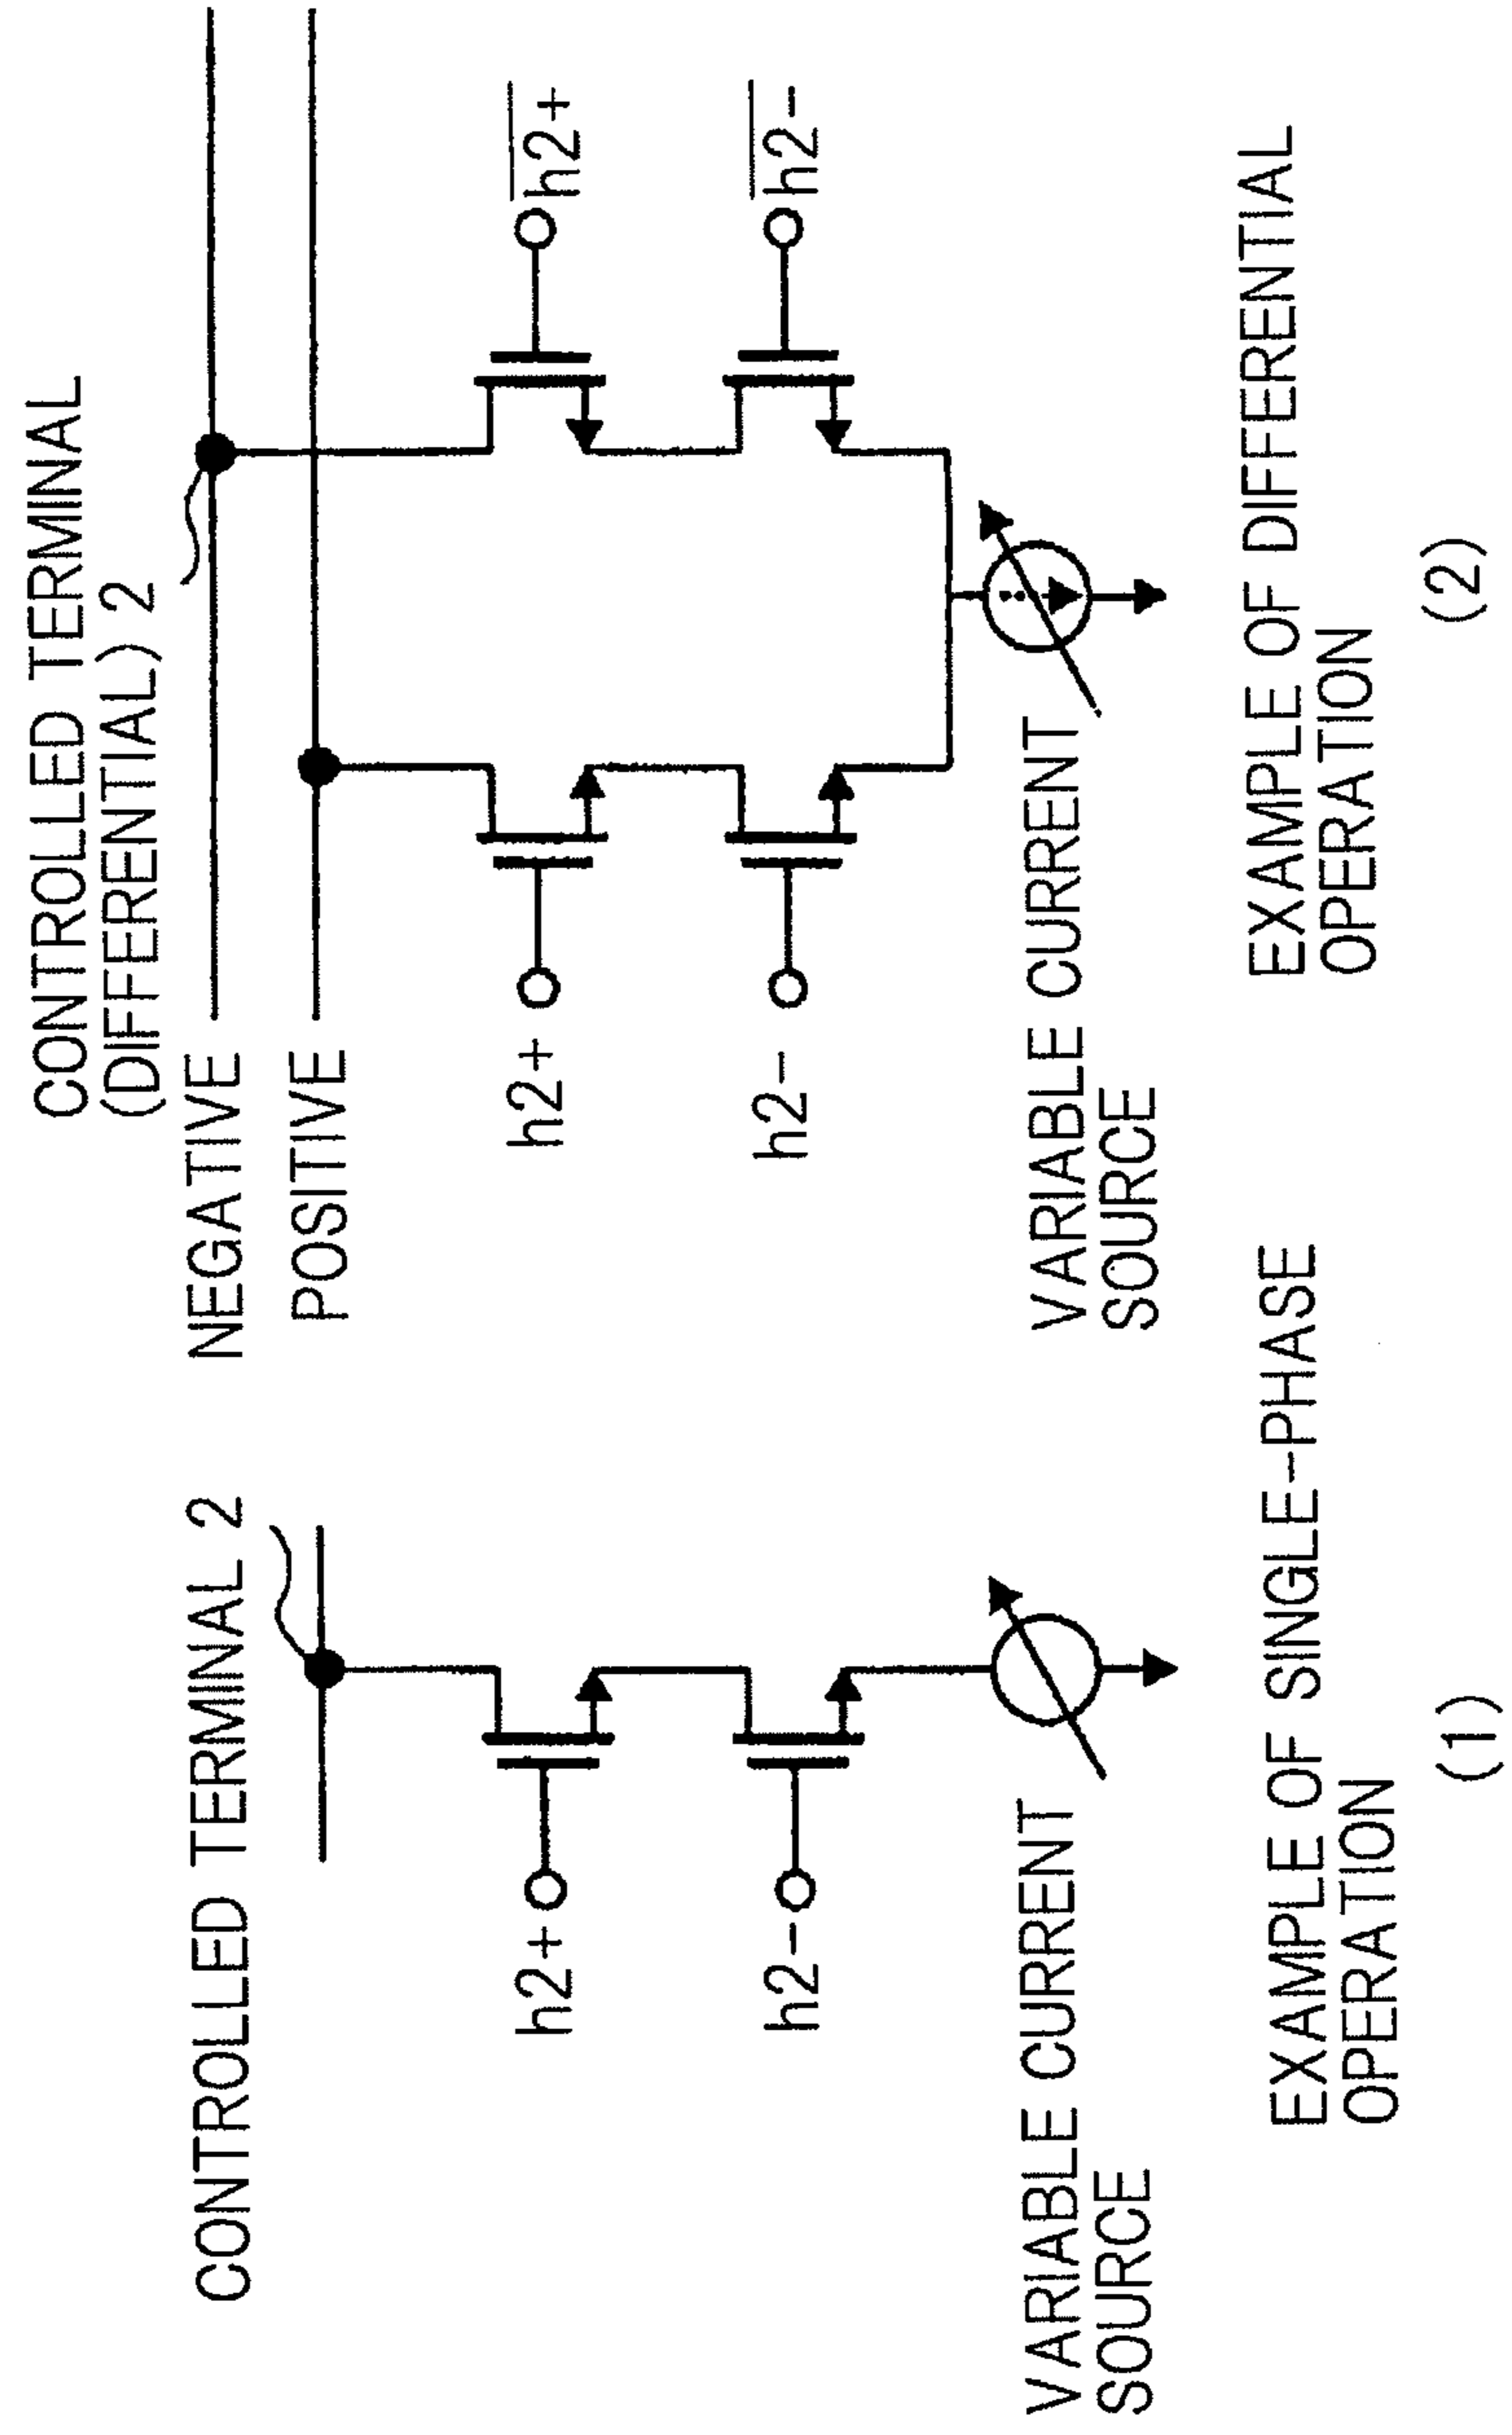 CONTROLLED TERMINAL 2
h2+
h2-
VARIABLE CURRENT
SOURCE
EXAMPLE OF SINGLE-PHASE
OPERATION
(1)
CONTROLLED TERMINAL
(DIFFERENTIAL) 2
NEGATIVE
POSITIVE
h2+
h2+
h2-
h2-
VARIABLE CURRENT
SOURCE
EXAMPLE OF DIFFERENTIAL
OPERATION
(2)